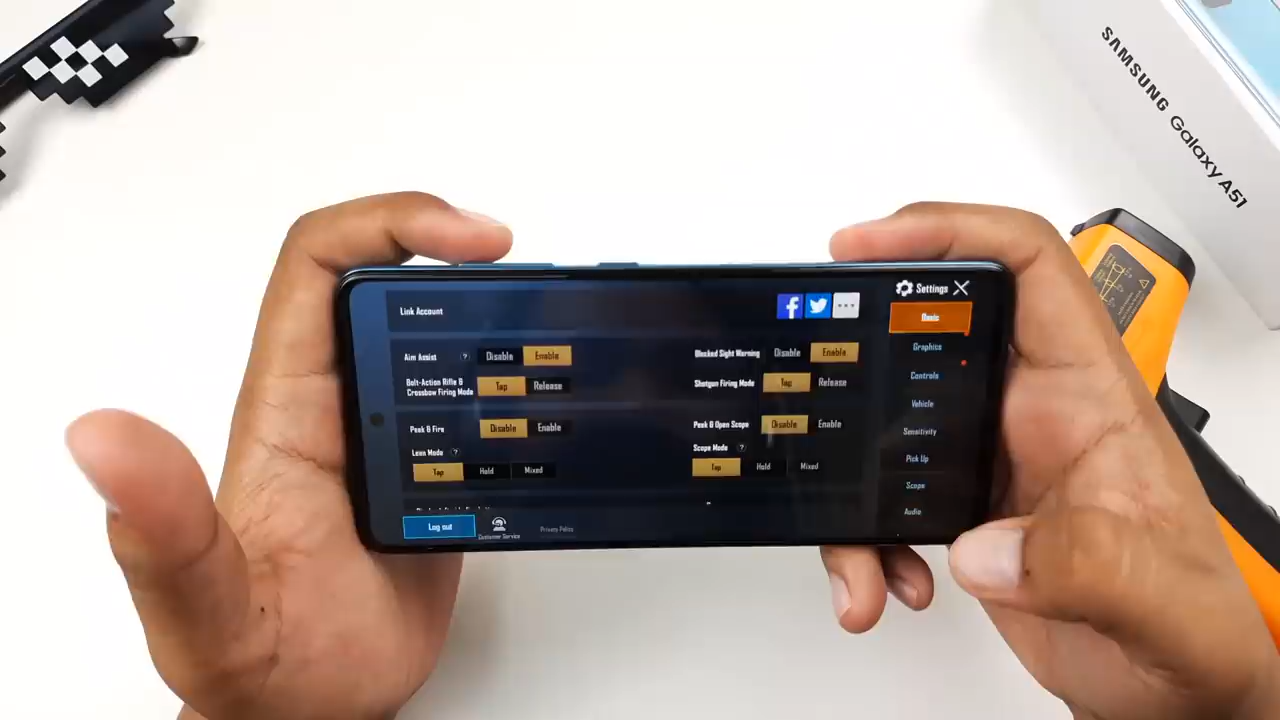 SAMSUNG Galaxy A51
Settings
Link Account
Basic
Aim Assist ? Disable Enable
Blocked Sight Warning Disable Enable
Graphics
Bolt-Action Rifle &
Crossbow Firing Mode Tap Release
Shotgun Firing Mode Tap Release
Controls
Vehicle
Peek & Fire Disable Enable
Peek & Open Scope Disable Enable
Sensitivity
Lean Mode ?
Tap Hold Mixed
Scope Mode ?
Tap Hold Mixed
Pick Up
Scope
Audio
Log out
Customer Service
Privacy Policy